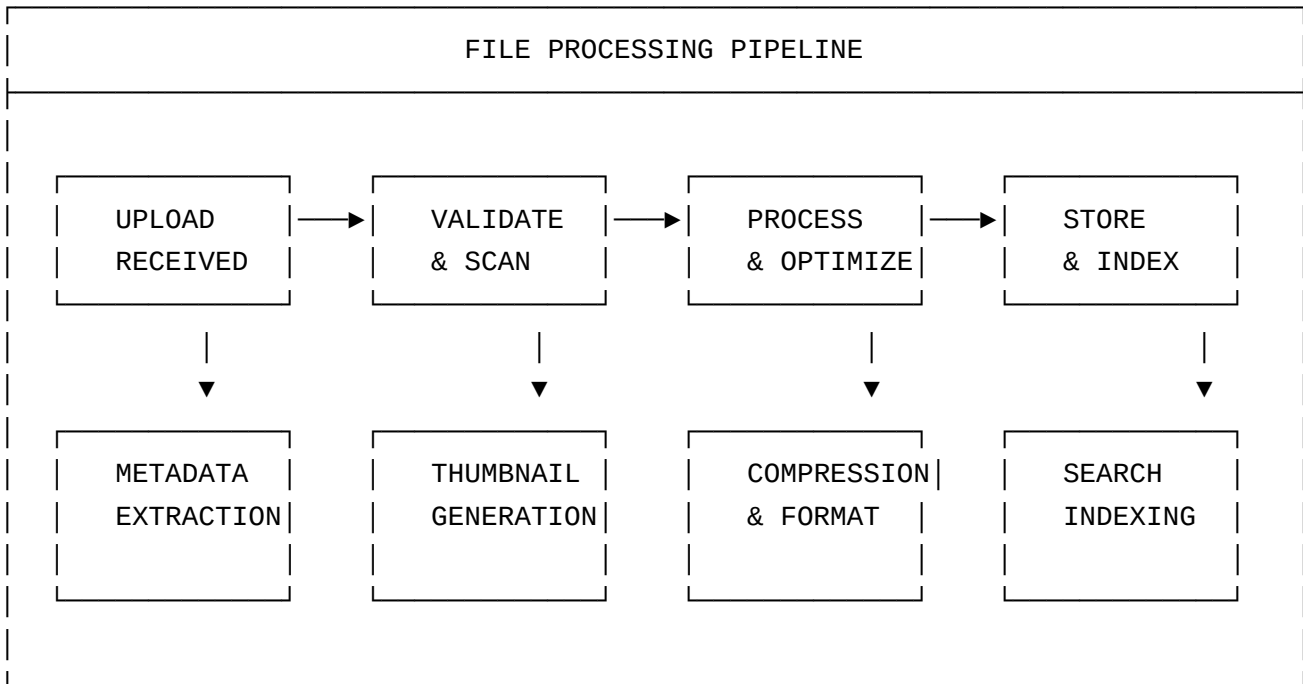 FILE PROCESSING PIPELINE
UPLOAD VALIDATE PROCESS STORE
RECEIVED & SCAN & OPTIMIZE & INDEX
METADATA THUMBNAIL COMPRESSION SEARCH
EXTRACTION GENERATION & FORMAT INDEXING